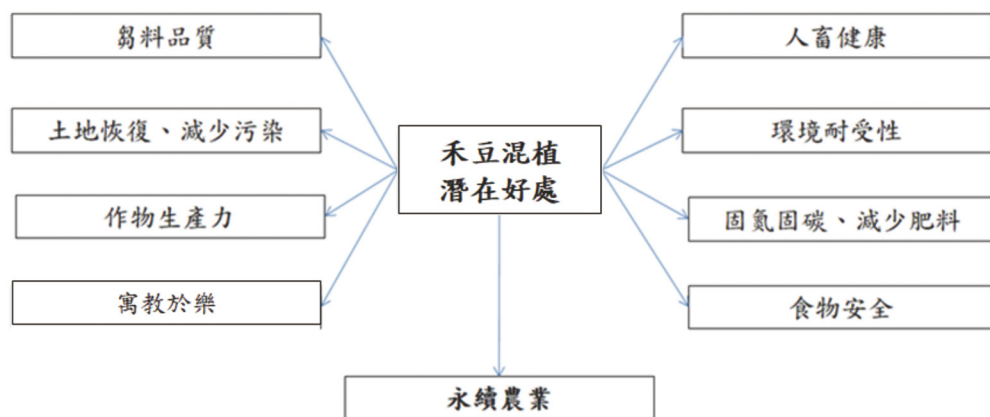 芻料品質
土地恢復、減少污染
作物生產力
寓教於樂
禾豆混植
潛在好處
人畜健康
環境耐受性
固氮固碳、減少肥料
食物安全
永續農業